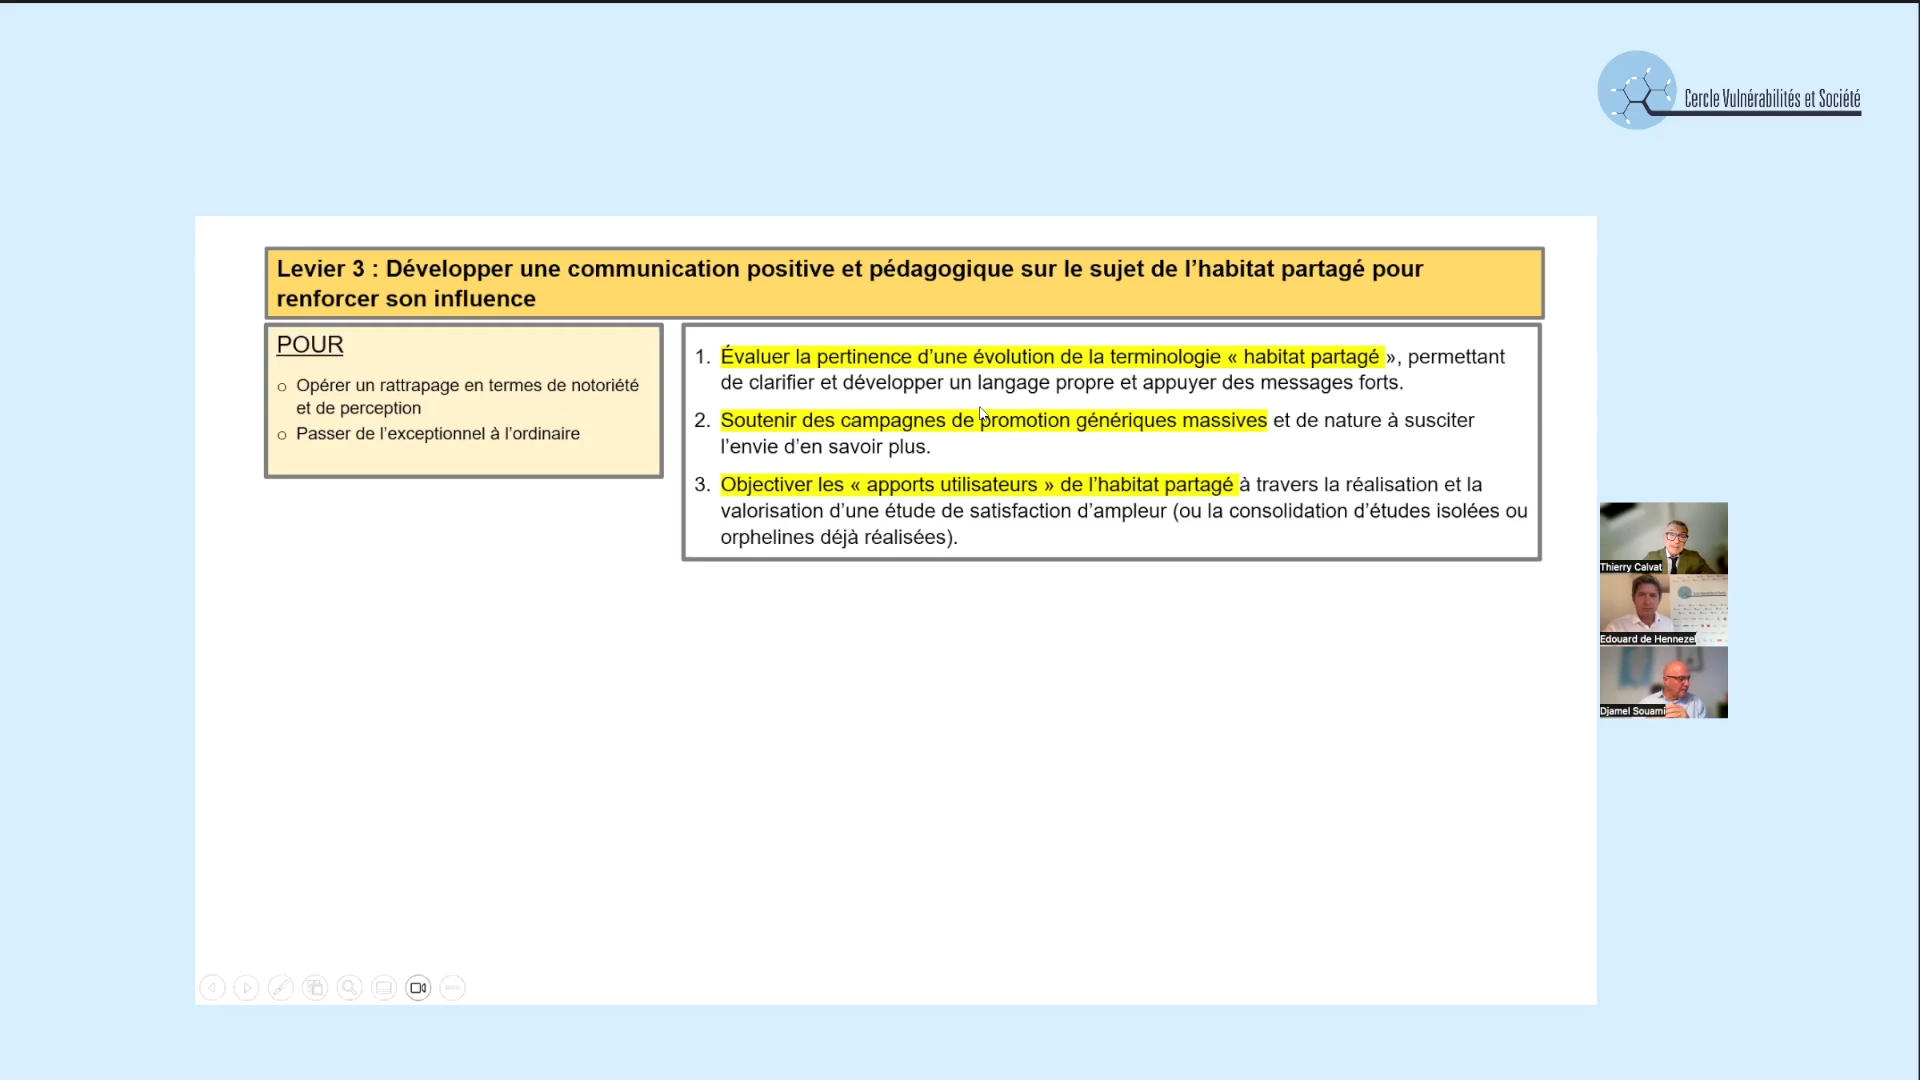 Cercle Vulnérabilités et Société
Levier 3 : Développer une communication positive et pédagogique sur le sujet de l’habitat partagé pour
renforcer son influence
POUR
o Opérer un rattrapage en termes de notoriété
et de perception
o Passer de l’exceptionnel à l’ordinaire
1. Évaluer la pertinence d’une évolution de la terminologie « habitat partagé », permettant
de clarifier et développer un langage propre et appuyer des messages forts.
2. Soutenir des campagnes de promotion génériques massives et de nature à susciter
l’envie d’en savoir plus.
3. Objectiver les « apports utilisateurs » de l’habitat partagé à travers la réalisation et la
valorisation d’une étude de satisfaction d’ampleur (ou la consolidation d’études isolées ou
orphelines déjà réalisées).
Thierry Calvat
Edouard de Hennezel
Djamel Souami